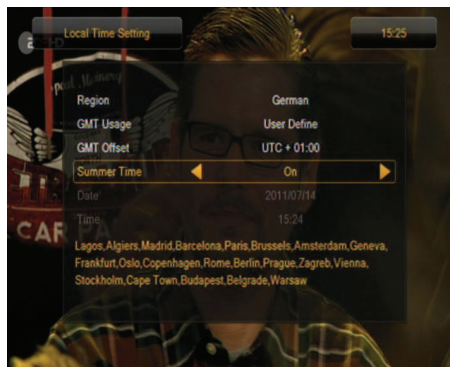 Local Time Setting
15:25
Region German
GMT Usage User Define
GMT Offset UTC + 01:00
Summer Time On
Date 2011/07/14
Time 15:24
Lagos,Algiers,Madrid,Barcelona,Paris,Brussels,Amsterdam,Geneva,
Frankfurt,Oslo,Copenhagen,Rome,Berlin,Prague,Zagreb,Vienna,
Stockholm,Cape Town,Budapest,Belgrade,Warsaw
CAR PA